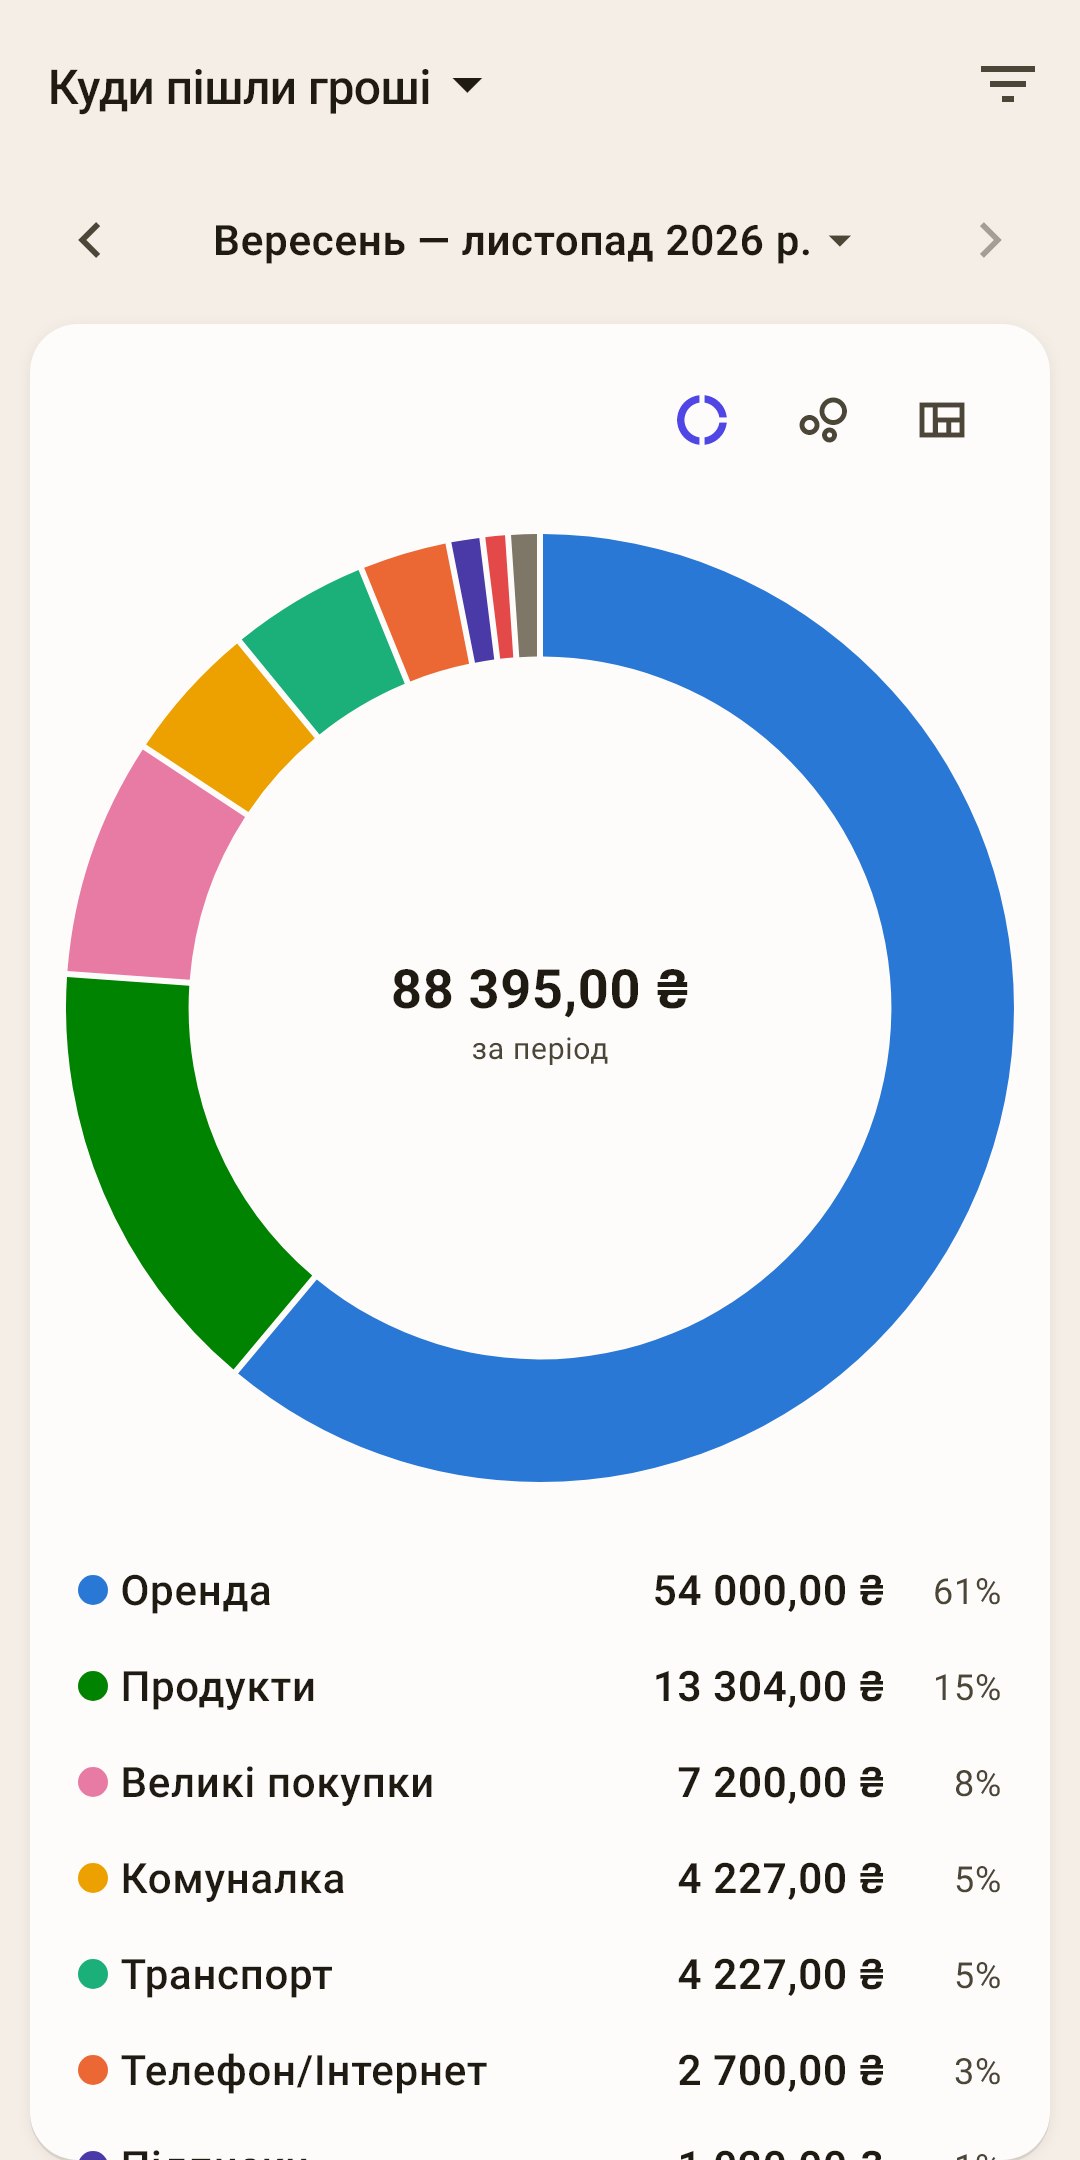 Куди пішли гроші
Вересень — листопад 2026 р.
88 395,00 ₴
за період
Оренда 54 000,00 ₴ 61%
Продукти 13 304,00 ₴ 15%
Великі покупки 7 200,00 ₴ 8%
Комуналка 4 227,00 ₴ 5%
Транспорт 4 227,00 ₴ 5%
Телефон/Інтернет 2 700,00 ₴ 3%